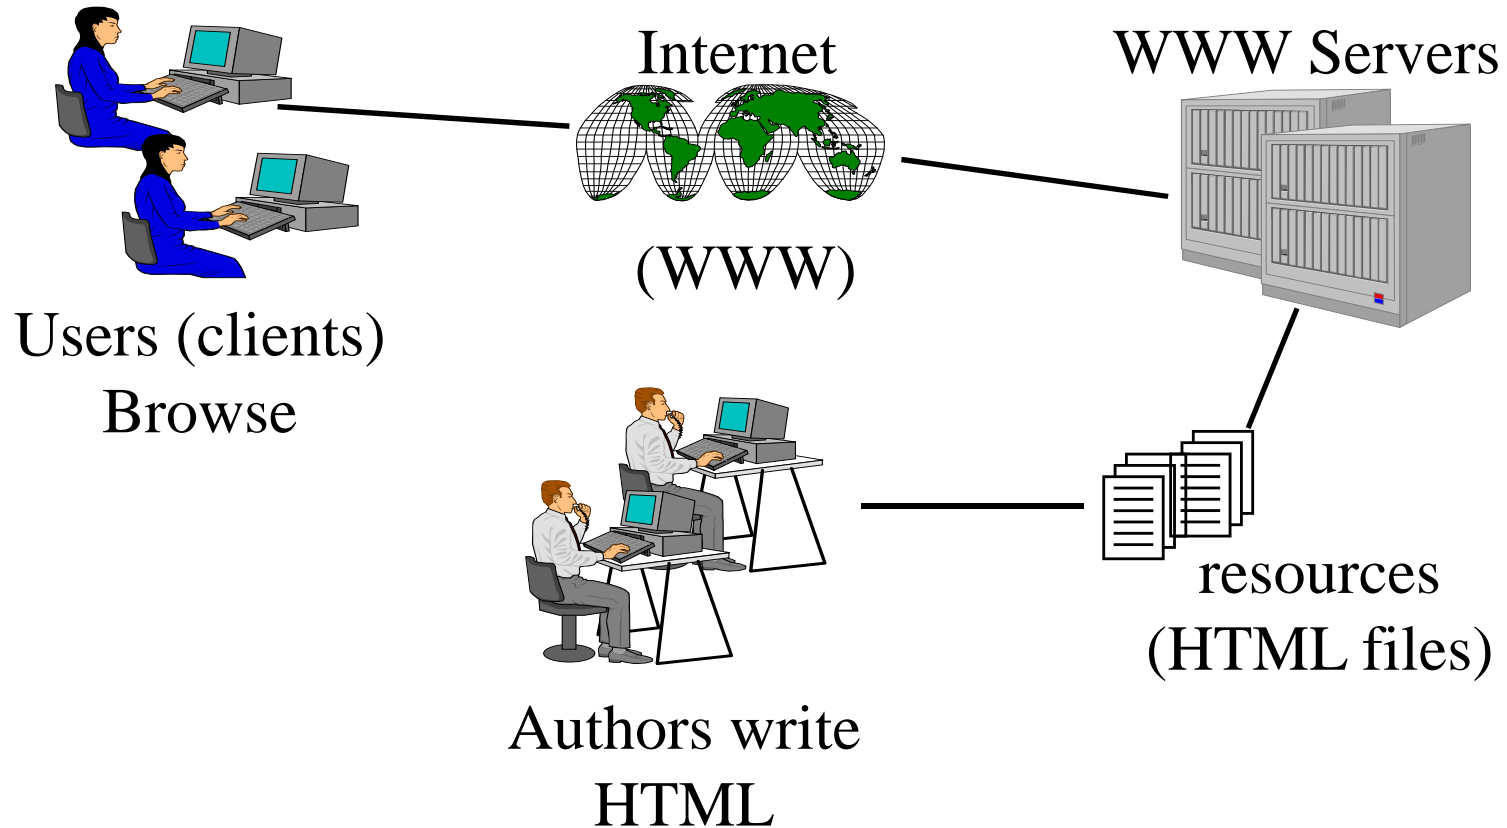 Internet
WWW Servers
(WWW)
Users (clients)
Browse
resources
(HTML files)
Authors write
HTML